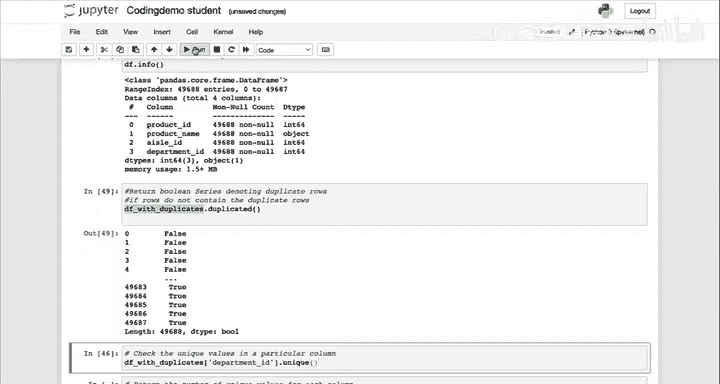 jupyter Codingdemo student (unsaved changes)
Logout
File Edit View Insert Cell Kernel Help
Trusted
Run
Code
df.info()
<class 'pandas.core.frame.DataFrame'>
RangeIndex: 49688 entries, 0 to 49687
Data columns (total 4 columns):
# Column Non-Null Count Dtype
--- ------ -------------- -----
0 product_id 49688 non-null int64
1 product_name 49688 non-null object
2 aisle_id 49688 non-null int64
3 department_id 49688 non-null int64
dtypes: int64(3), object(1)
memory usage: 1.5+ MB
In [49]: #Return boolean Series denoting duplicate rows
#if rows do not contain the duplicate rows
df_with_duplicates.duplicated()
Out[49]: 0 False
1 False
2 False
3 False
4 False
...
49683 True
49684 True
49685 True
49686 True
49687 True
Length: 49688, dtype: bool
In [46]: # Check the unique values in a particular column
df_with_duplicates['department_id'].unique()